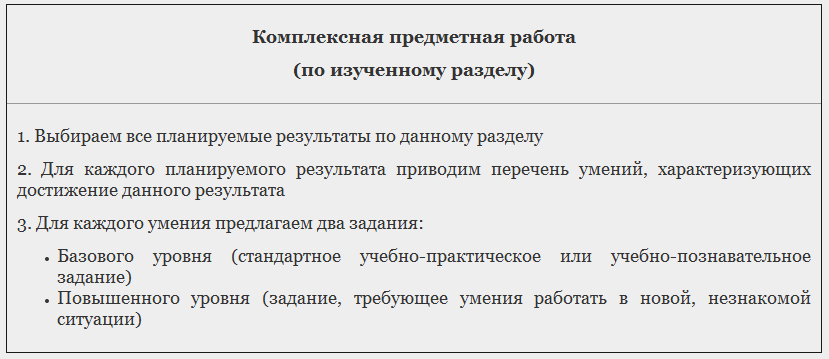 Комплексная предметная работа
(по изученному разделу)
1. Выбираем все планируемые результаты по данному разделу
2. Для каждого планируемого результата приводим перечень умений, характеризующих
достижение данного результата
3. Для каждого умения предлагаем два задания:
• Базового уровня (стандартное учебно-практическое или учебно-познавательное
задание)
• Повышенного уровня (задание, требующее умения работать в новой, незнакомой
ситуации)